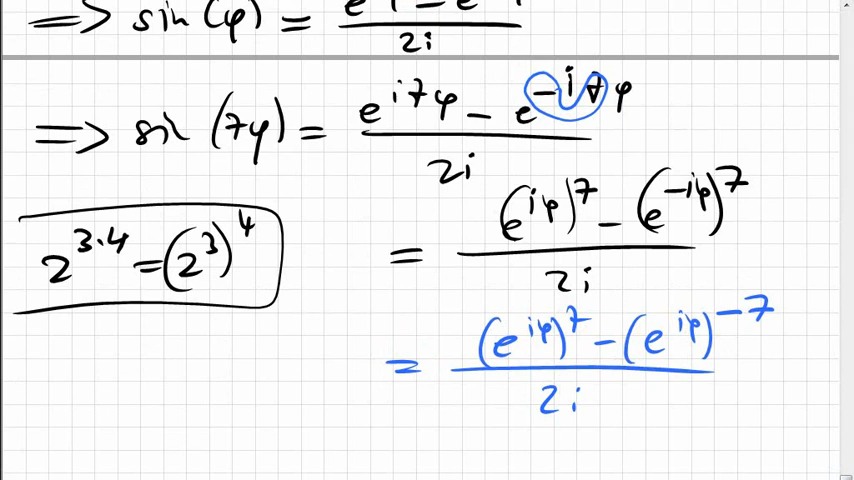 => sin(φ) = (e^{iφ} - e^{-iφ}) / 2i
=> sin(7φ) = (e^{i7φ} - e^{-i7φ}) / 2i
= ((e^{iφ})^7 - (e^{-iφ})^7) / 2i
2^{3·4} = (2^3)^4
= ((e^{iφ})^7 - (e^{iφ})^{-7}) / 2i